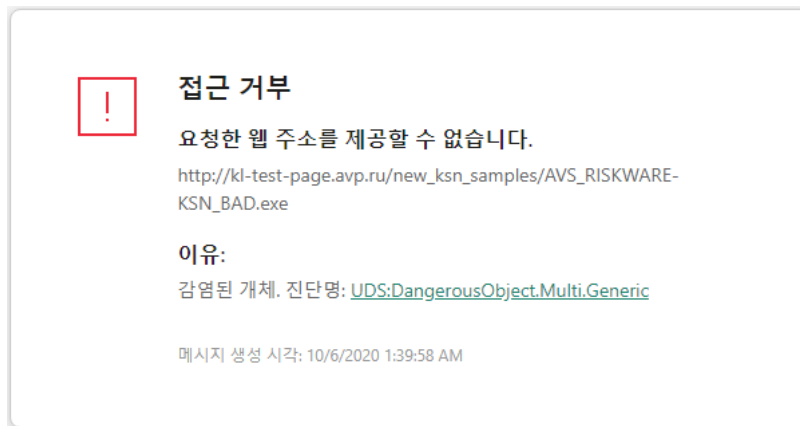 !
접근 거부
요청한 웹 주소를 제공할 수 없습니다.
http://kl-test-page.avp.ru/new_ksn_samples/AVS_RISKWARE-
KSN_BAD.exe
이유:
감염된 개체. 진단명: UDS:DangerousObject.Multi.Generic
메시지 생성 시각: 10/6/2020 1:39:58 AM